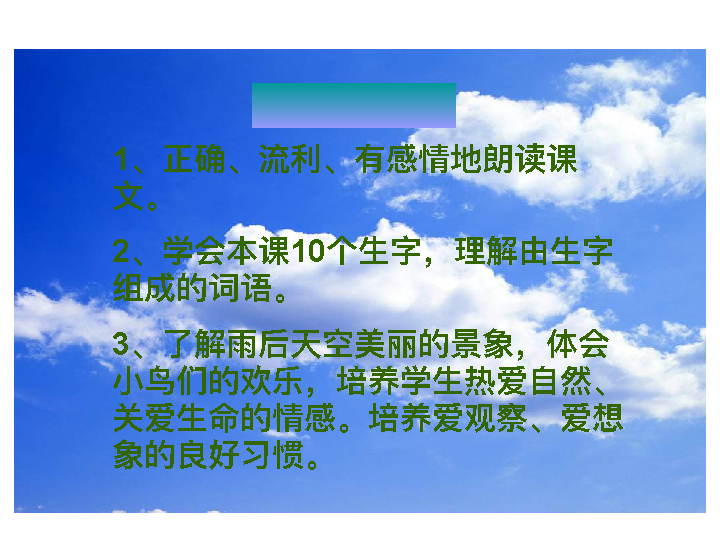 1、正确、流利、有感情地朗读课
文。
2、学会本课10个生字，理解由生字
组成的词语。
3、了解雨后天空美丽的景象，体会
小鸟们的欢乐，培养学生热爱自然、
关爱生命的情感。培养爱观察、爱想
象的良好习惯。